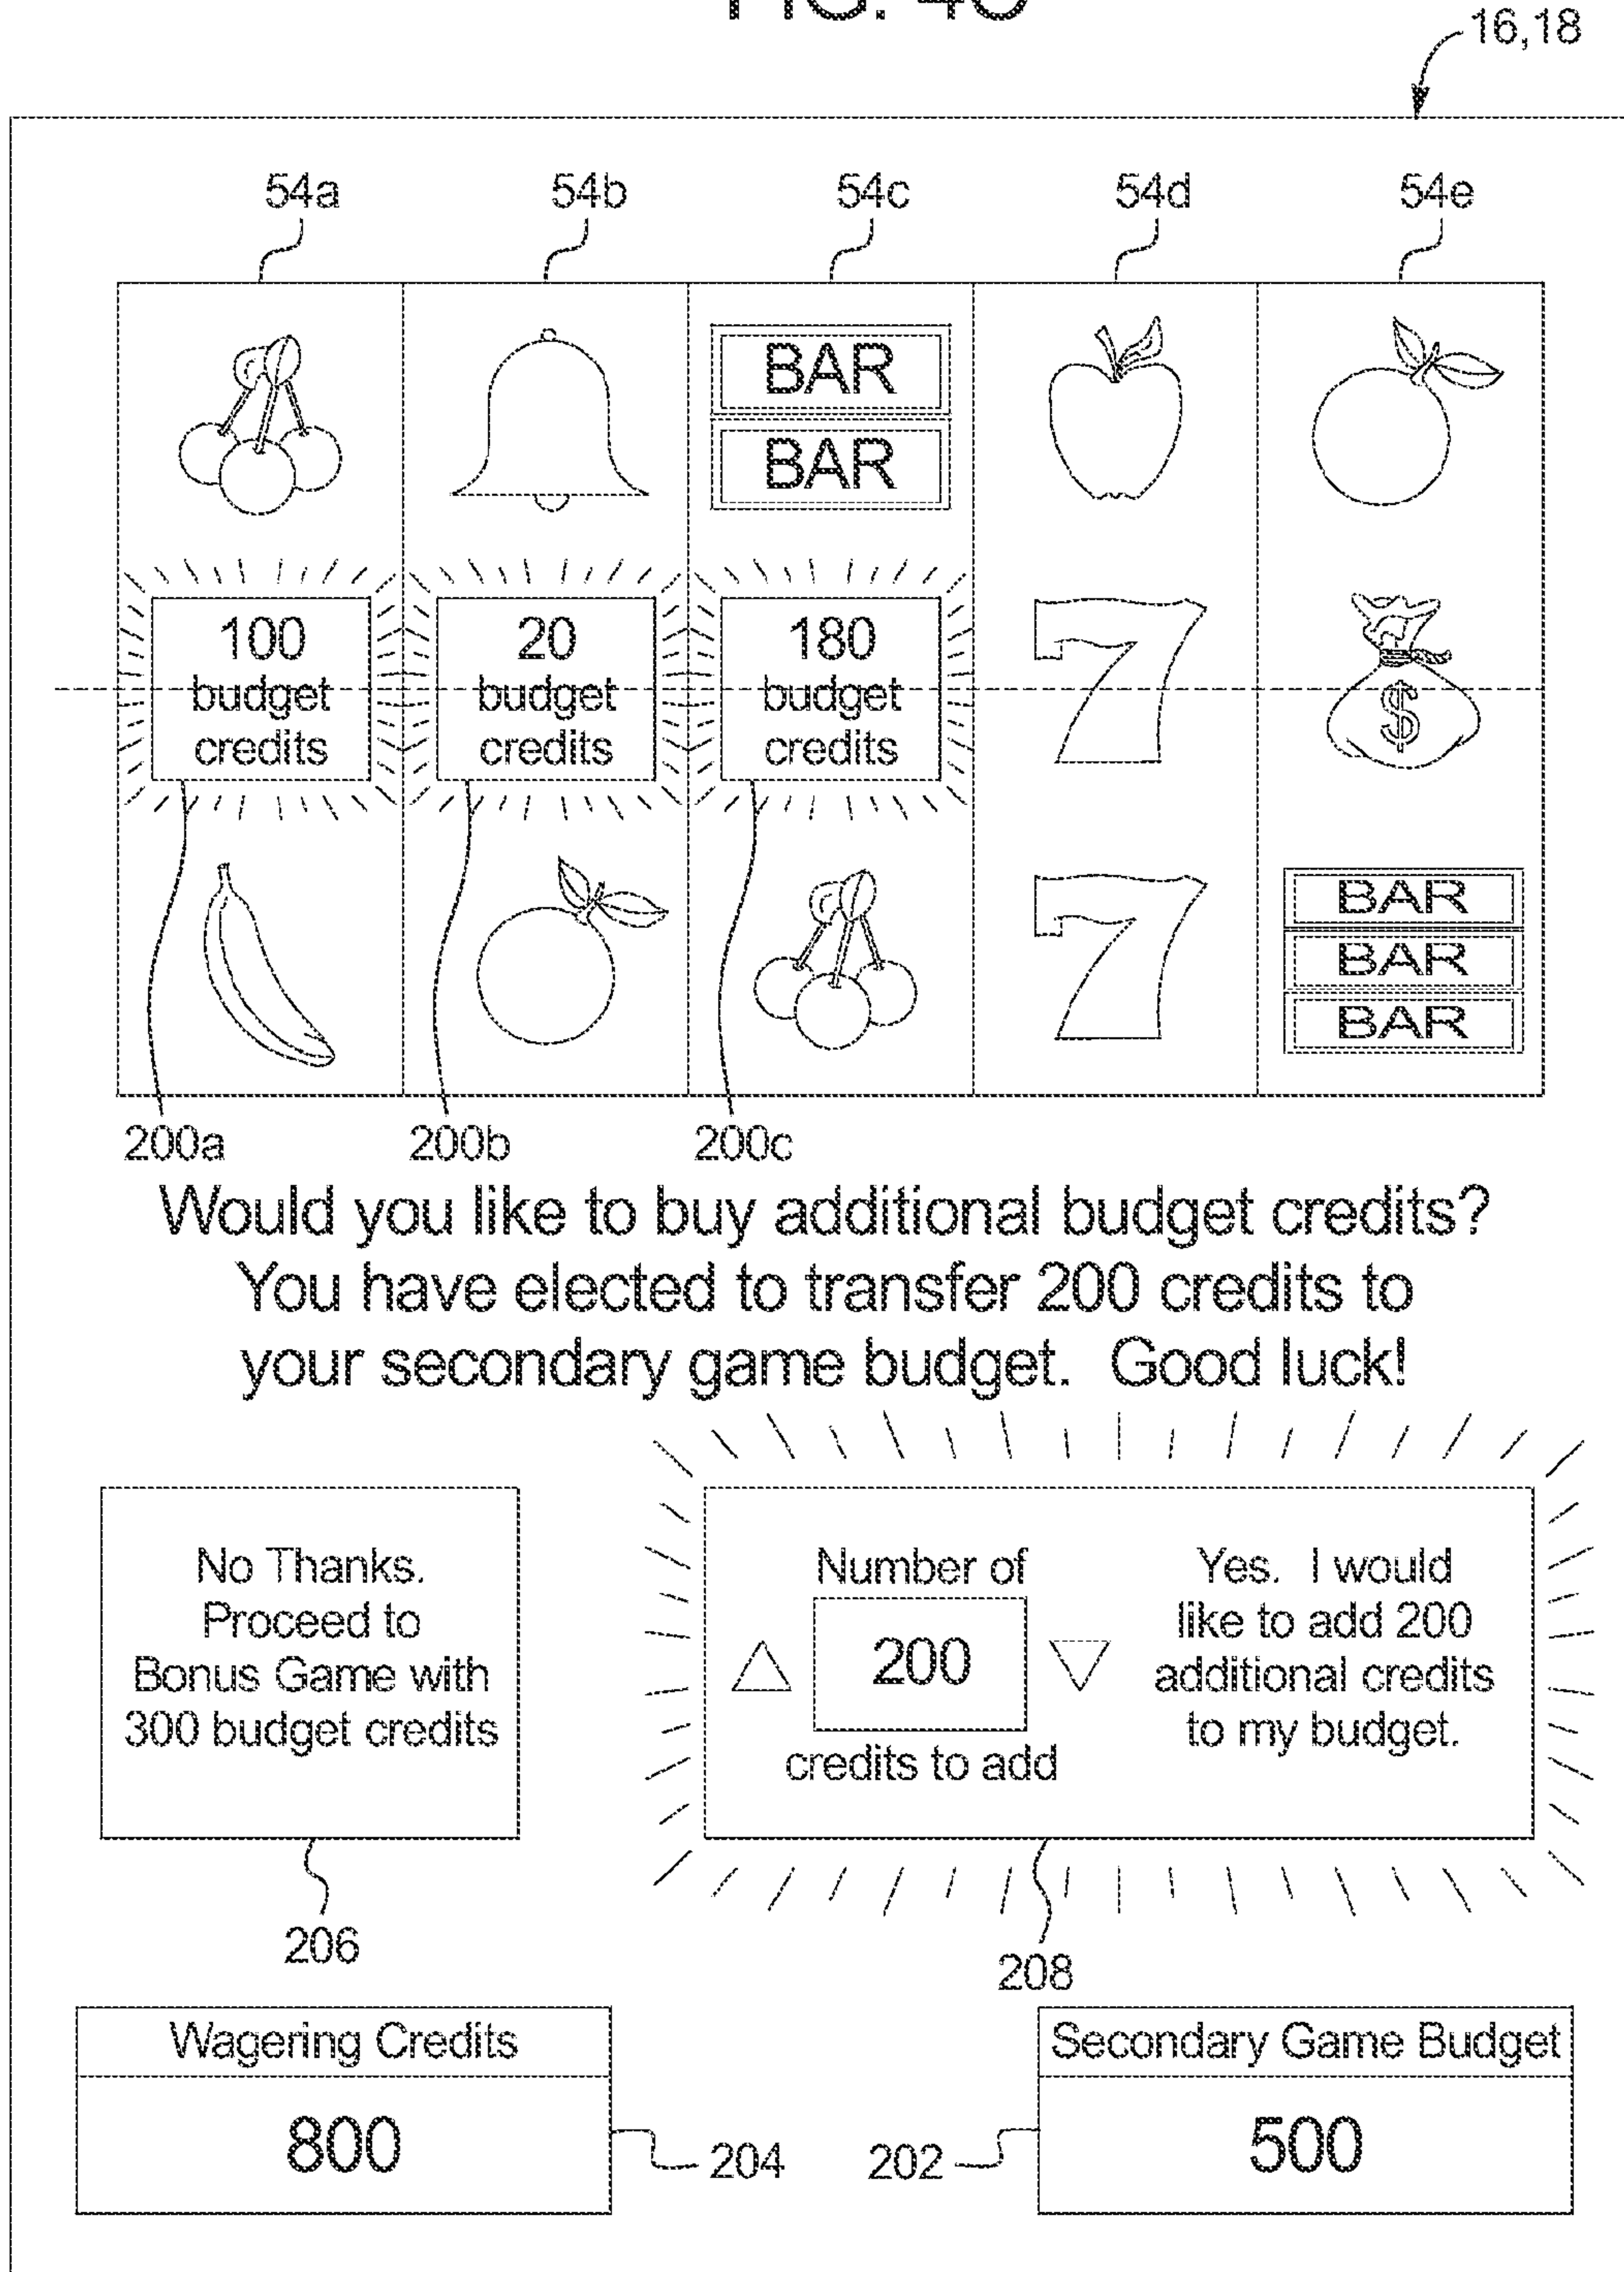 FIG. 4C
16,18
54a 54b 54c 54d 54e
BAR
BAR
100 budget credits
20 budget credits
180 budget credits
$
BAR
BAR
BAR
200a 200b 200c
Would you like to buy additional budget credits?
You have elected to transfer 200 credits to
your secondary game budget. Good luck!
No Thanks.
Proceed to
Bonus Game with
300 budget credits
Number of
200
credits to add
Yes. I would
like to add 200
additional credits
to my budget.
206
208
Wagering Credits
800
204
202
Secondary Game Budget
500